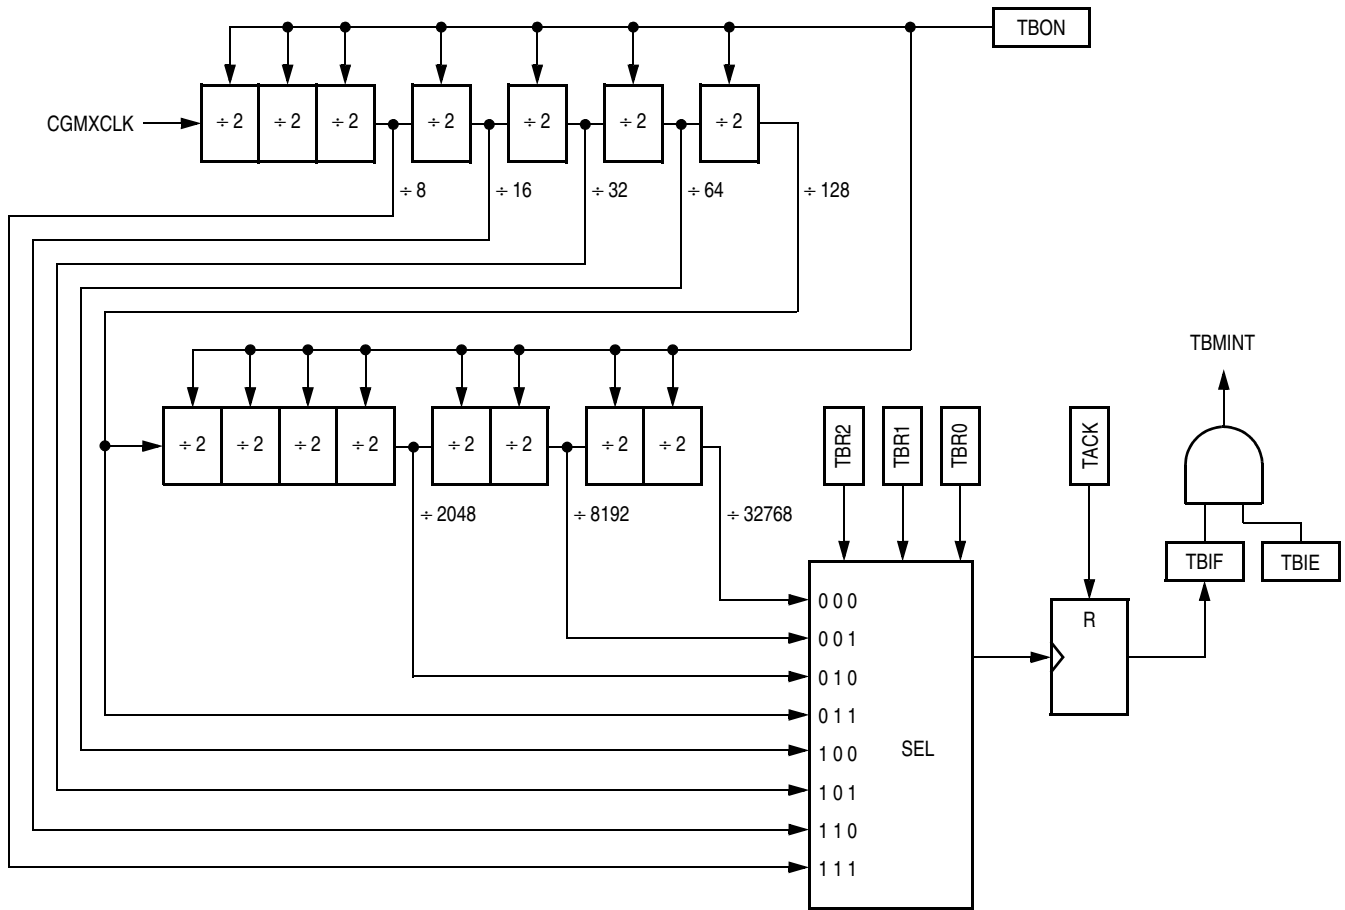 TBON
CGMXCLK
÷ 2
÷ 2
÷ 2
÷ 2
÷ 2
÷ 2
÷ 2
÷ 8
÷ 16
÷ 32
÷ 64
÷ 128
TBMINT
÷ 2
÷ 2
÷ 2
÷ 2
÷ 2
÷ 2
÷ 2
÷ 2
TBR2
TBR1
TBR0
TACK
÷ 2048
÷ 8192
÷ 32768
TBIF
TBIE
0 0 0
R
0 0 1
0 1 0
0 1 1
SEL
1 0 0
1 0 1
1 1 0
1 1 1